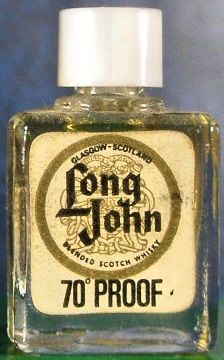 GLASGOW-SCOTLAND
Long
John
BLENDED SCOTCH WHISKY
70° PROOF